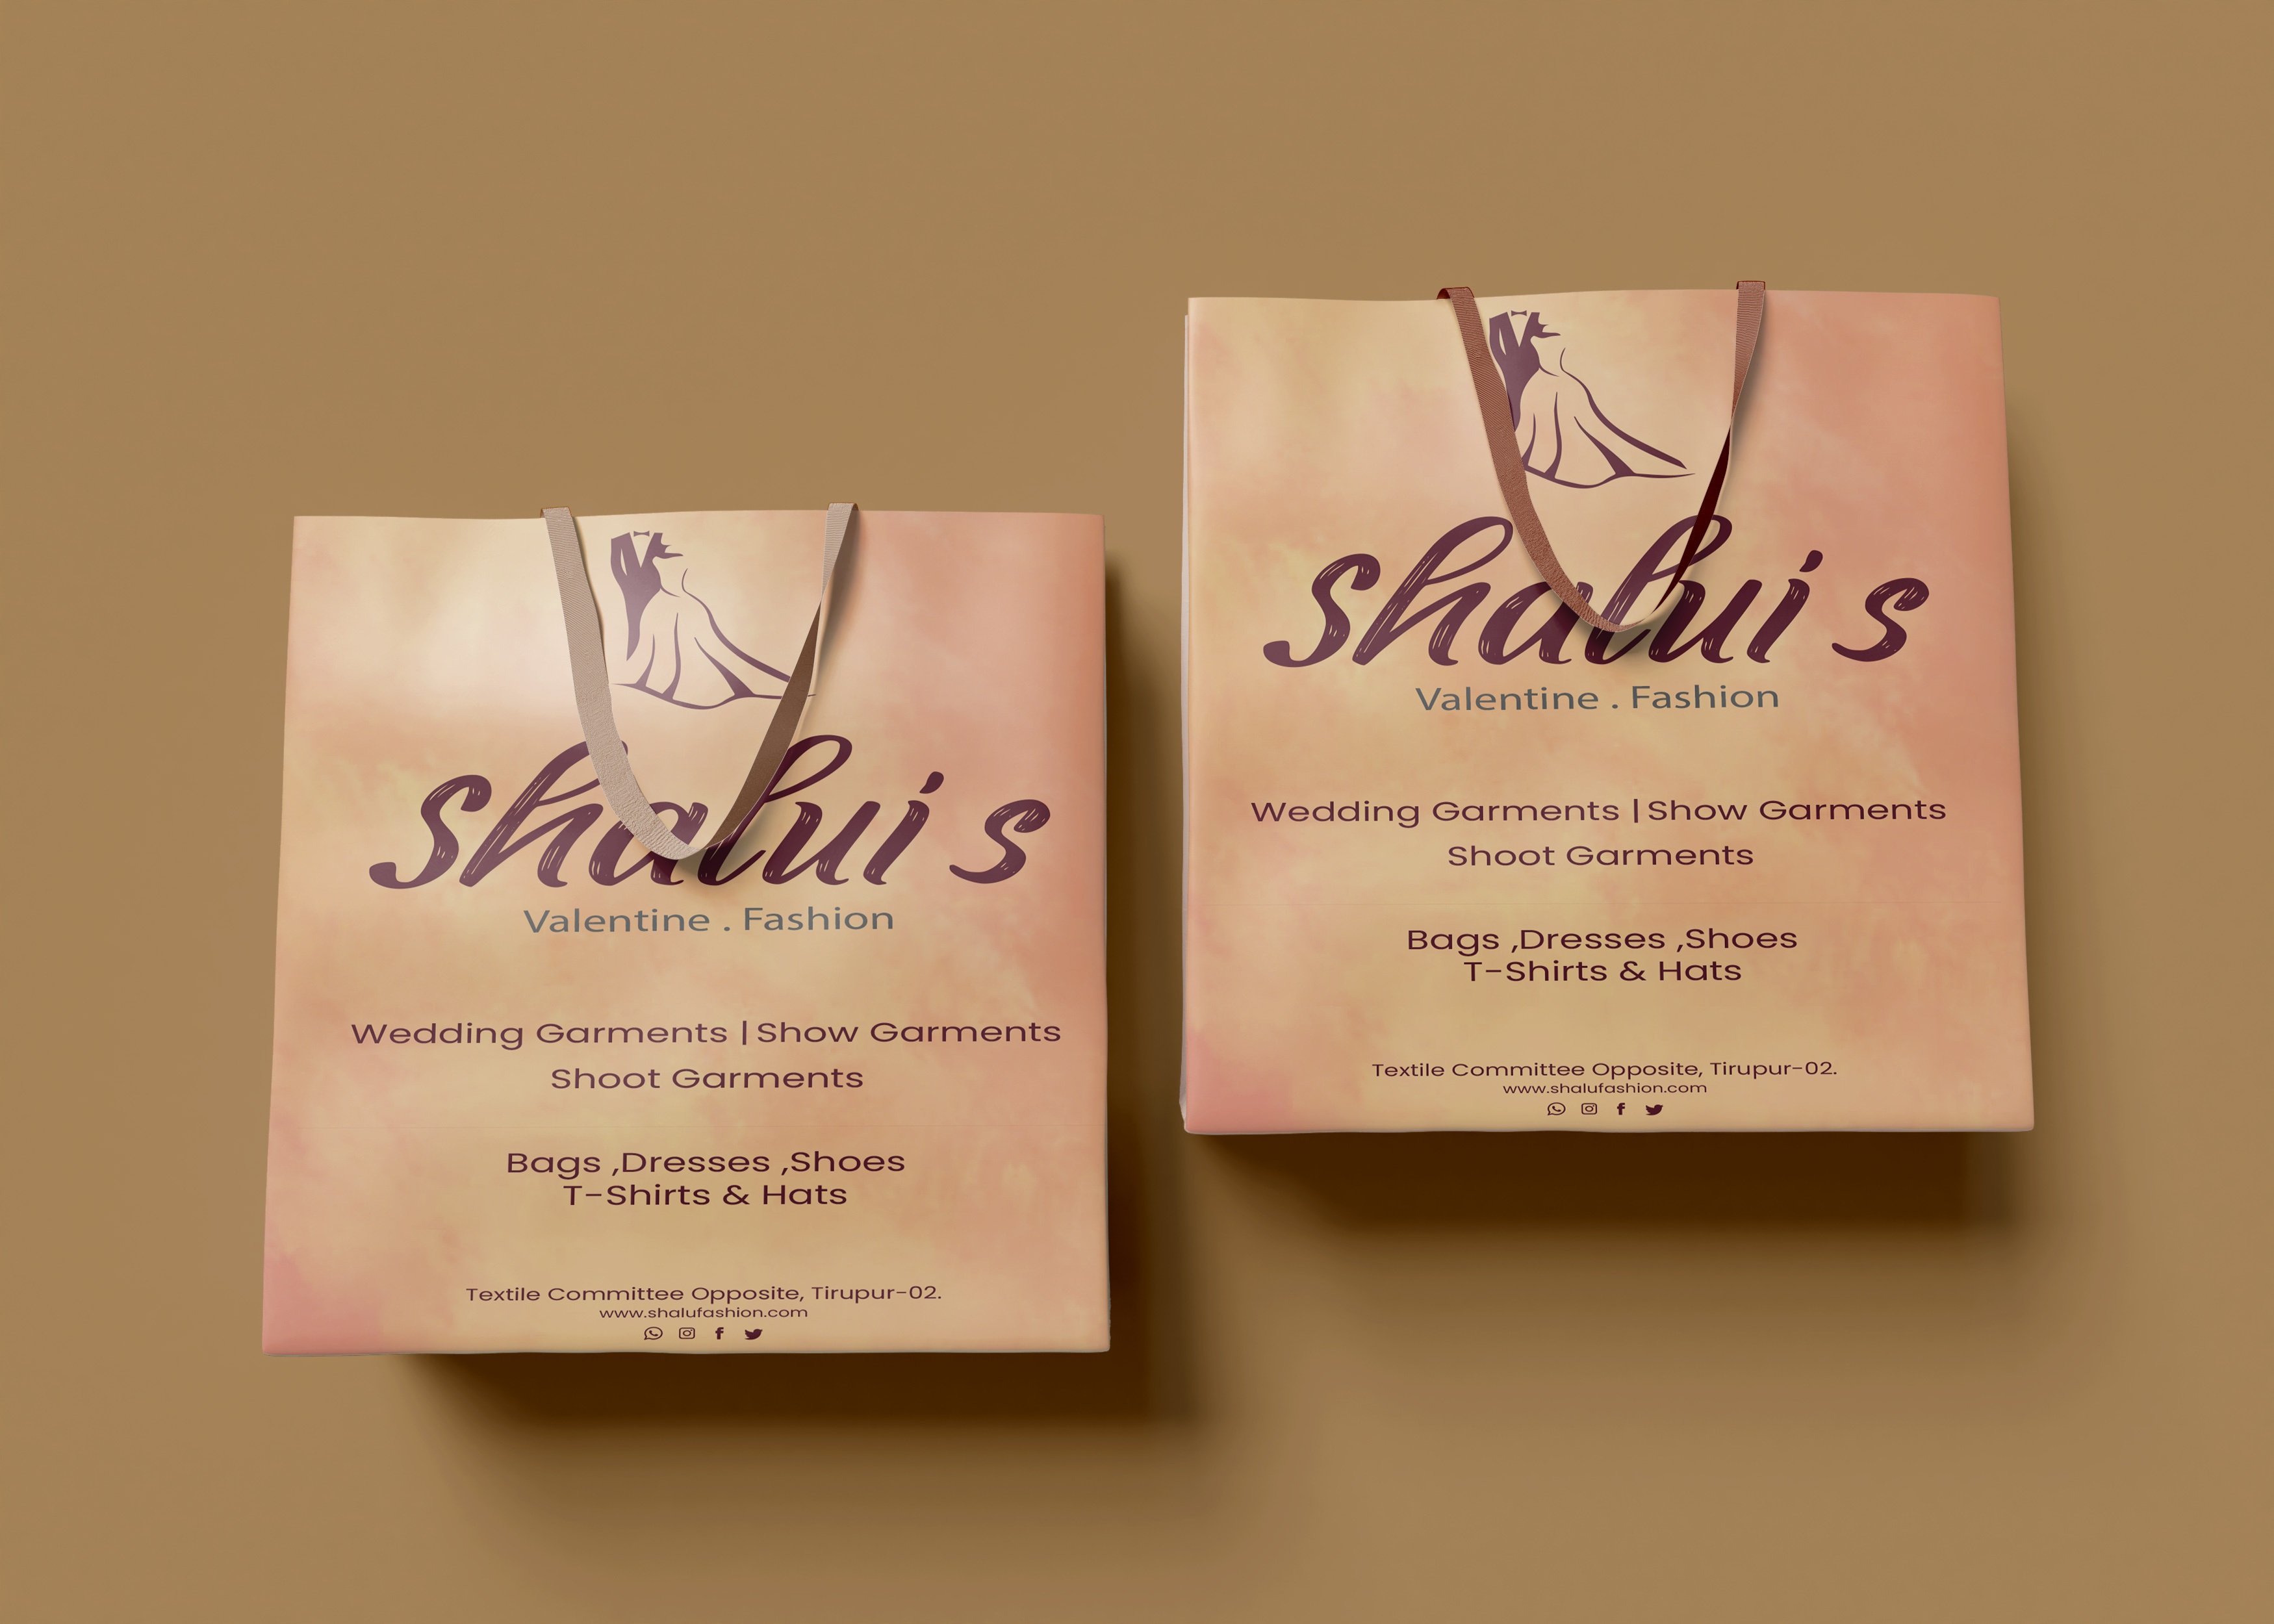 shalui s
Valentine . Fashion
Wedding Garments | Show Garments
Shoot Garments
Bags ,Dresses ,Shoes
T-Shirts & Hats
Textile Committee Opposite, Tirupur-02.
www.shalufashion.com
shalui s
Valentine . Fashion
Wedding Garments | Show Garments
Shoot Garments
Bags ,Dresses ,Shoes
T-Shirts & Hats
Textile Committee Opposite, Tirupur-02.
www.shalufashion.com